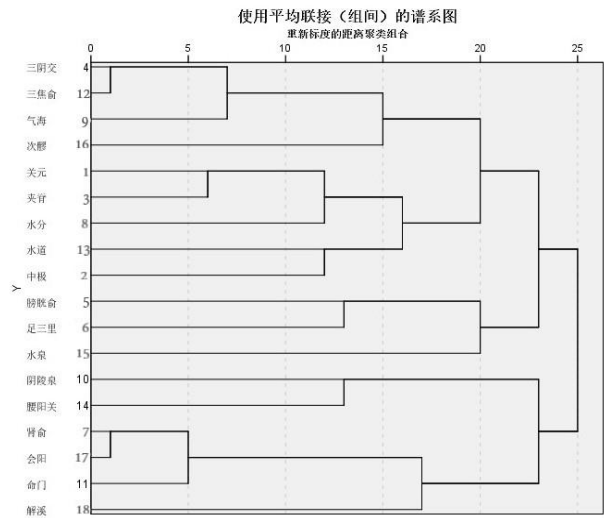 使用平均联接（组间）的谱系图
重新标度的距离聚类组合
0 5 10 15 20 25
三阴交 4
三焦俞 12
气海 9
次髎 16
关元 1
夹脊 3
水分 8
水道 13
中极 2
膀胱俞 5
足三里 6
水泉 15
阴陵泉 10
腰阳关 14
肾俞 7
会阳 17
命门 11
解溪 18
Y